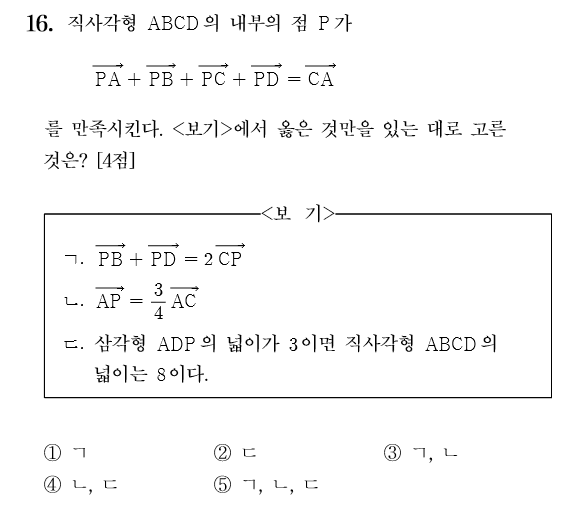 16. 직사각형 ABCD의 내부의 점 P가
$\overrightarrow{PA} + \overrightarrow{PB} + \overrightarrow{PC} + \overrightarrow{PD} = \overrightarrow{CA}$
를 만족시킨다. <보기>에서 옳은 것만을 있는 대로 고른
것은? [4점]
<보 기>
ㄱ. $\overrightarrow{PB} + \overrightarrow{PD} = 2\overrightarrow{CP}$
ㄴ. $\overrightarrow{AP} = \frac{3}{4}\overrightarrow{AC}$
ㄷ. 삼각형 ADP의 넓이가 3이면 직사각형 ABCD의
넓이는 8이다.
① ㄱ ② ㄷ ③ ㄱ, ㄴ
④ ㄴ, ㄷ ⑤ ㄱ, ㄴ, ㄷ